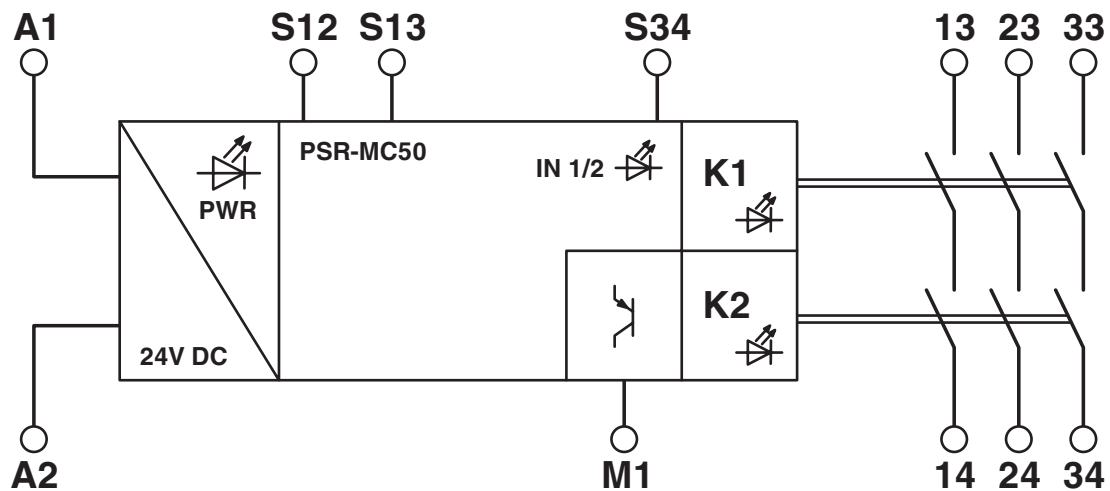 A1 S12 S13 S34 13 23 33
PSR-MC50
IN 1/2
K1
PWR
K2
24V DC
A2 M1 14 24 34